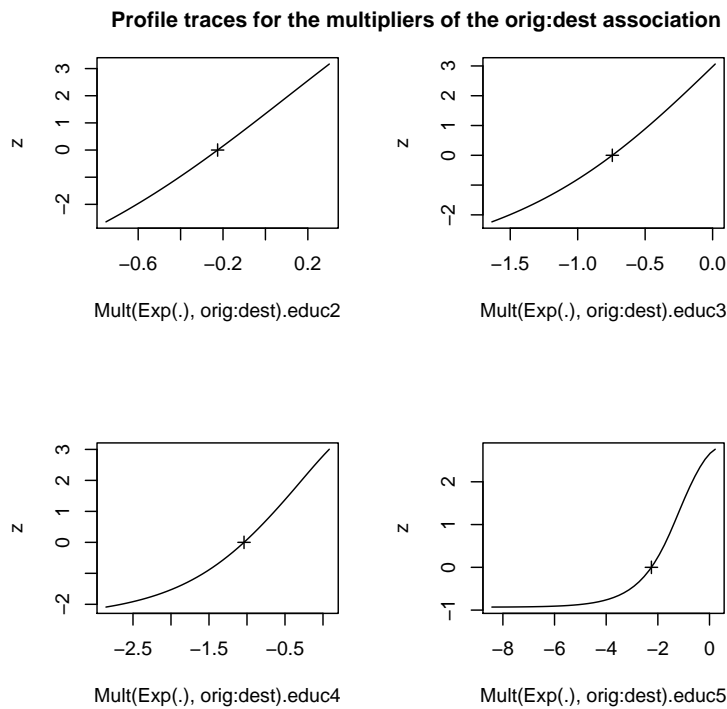 Profile traces for the multipliers of the orig:dest association
z
3
2
1
0
−2
−0.6 −0.2 0.2
Mult(Exp(.), orig:dest).educ2
z
3
2
1
0
−2
−1.5 −1.0 −0.5 0.0
Mult(Exp(.), orig:dest).educ3
z
3
2
1
0
−2
−2.5 −1.5 −0.5
Mult(Exp(.), orig:dest).educ4
z
2
1
0
−1
−8 −6 −4 −2 0
Mult(Exp(.), orig:dest).educ5